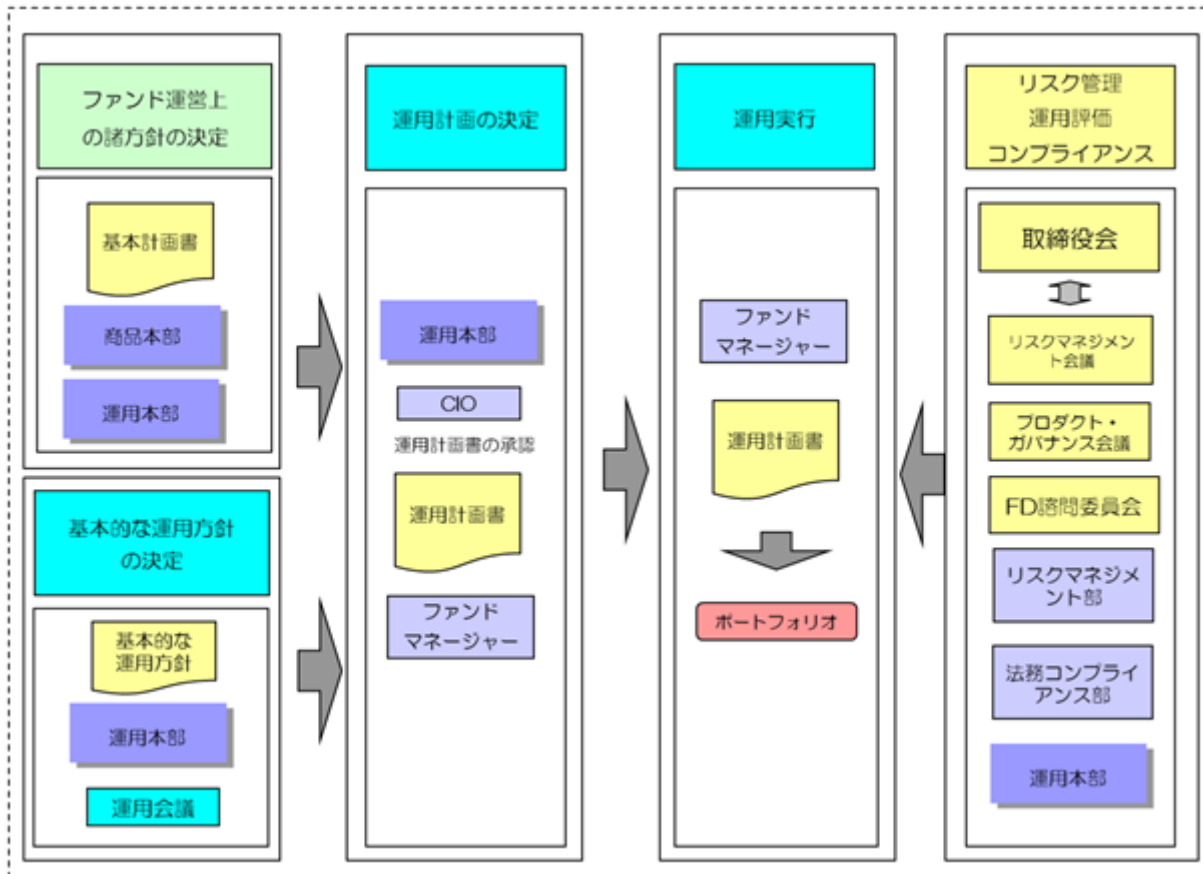 ファンド運営上
の諸方針の決定
基本計画書
商品本部
運用本部
基本的な運用方針
の決定
基本的な
運用方針
運用本部
運用会議
運用計画の決定
運用本部
CIO
運用計画書の承認
運用計画書
ファンド
マネージャー
運用実行
ファンド
マネージャー
運用計画書
ポートフォリオ
リスク管理
運用評価
コンプライアンス
取締役会
リスクマネジメン
ト会議
プロダクト・
ガバナンス会議
FD諮問委員会
リスクマネジメ
ント部
法務コンプライ
アンス部
運用本部